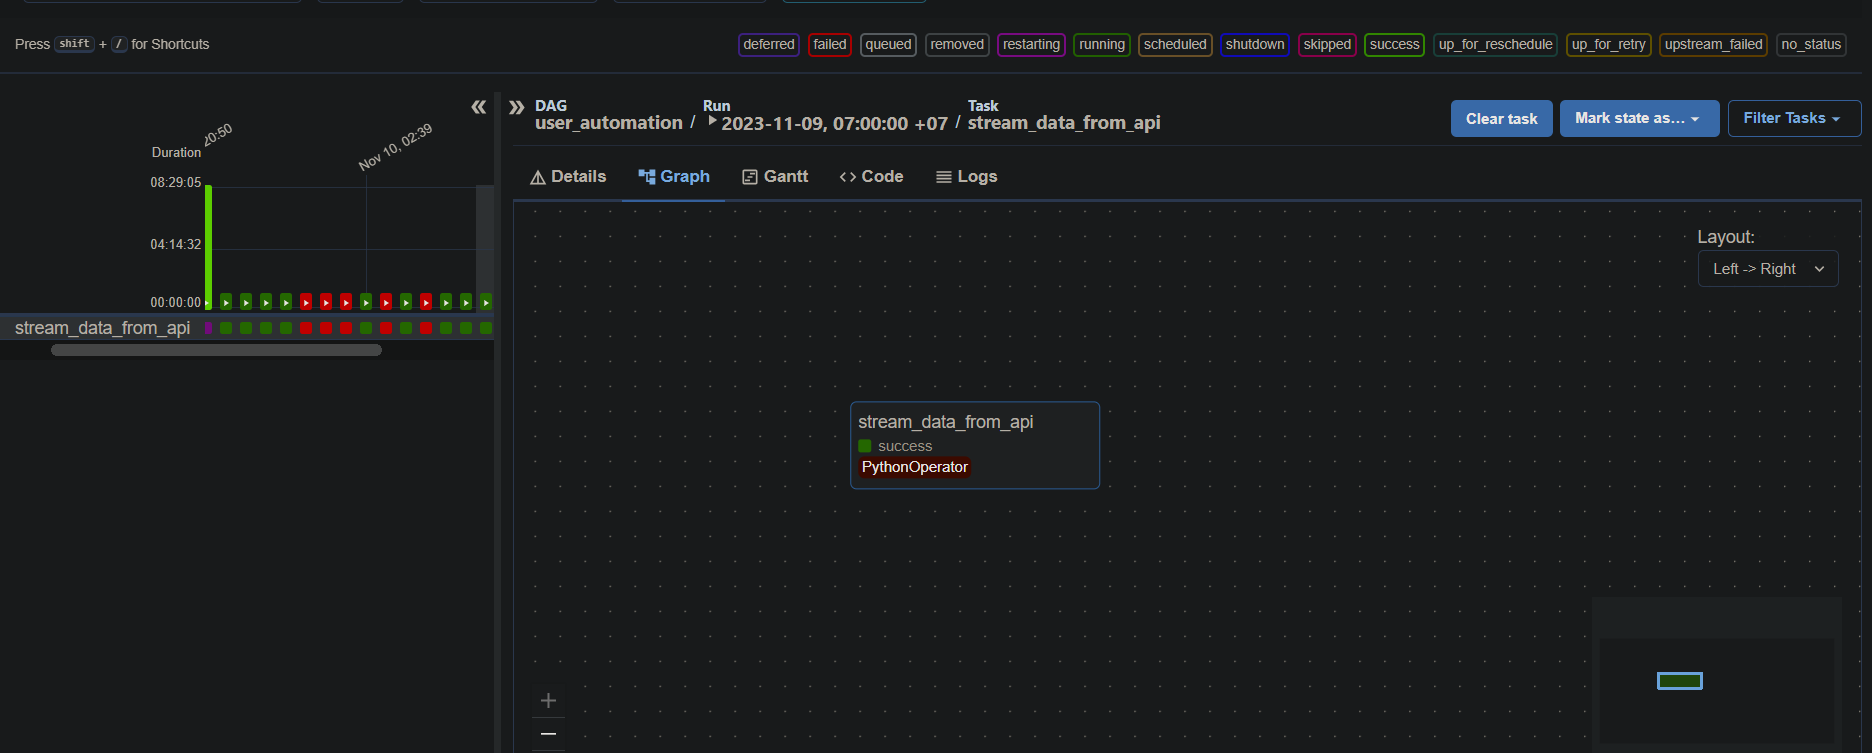 Press shift + / for Shortcuts
deferred failed queued removed restarting running scheduled shutdown skipped success up_for_reschedule up_for_retry upstream_failed no_status
DAG
user_automation /
Run
2023-11-09, 07:00:00 +07 /
Task
stream_data_from_api
Clear task
Mark state as...
Filter Tasks
20:50
Nov 10, 02:39
Duration
08:29:05
04:14:32
00:00:00
stream_data_from_api
Details
Graph
Gantt
Code
Logs
Layout:
Left -> Right
stream_data_from_api
success
PythonOperator